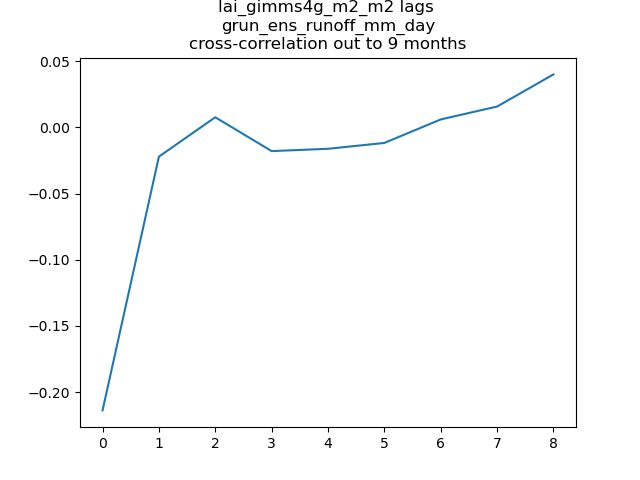 lai_gimms4g_m2_m2 lags
grun_ens_runoff_mm_day
cross-correlation out to 9 months
0.05
0.00
−0.05
−0.10
−0.15
−0.20
0 1 2 3 4 5 6 7 8